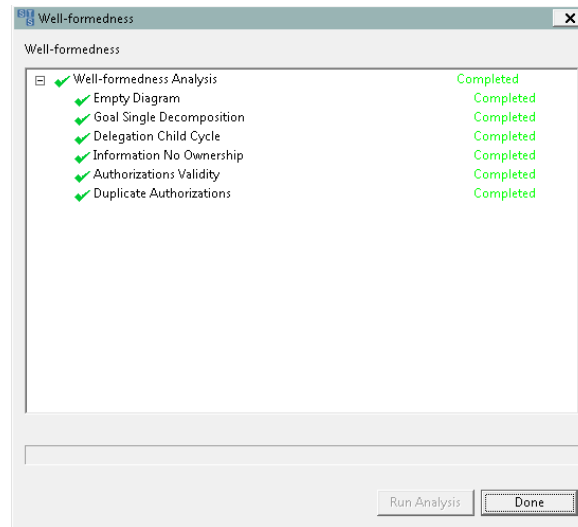 STS Well-formedness
Well-formedness
Well-formedness Analysis Completed
Empty Diagram Completed
Goal Single Decomposition Completed
Delegation Child Cycle Completed
Information No Ownership Completed
Authorizations Validity Completed
Duplicate Authorizations Completed
Run Analysis Done